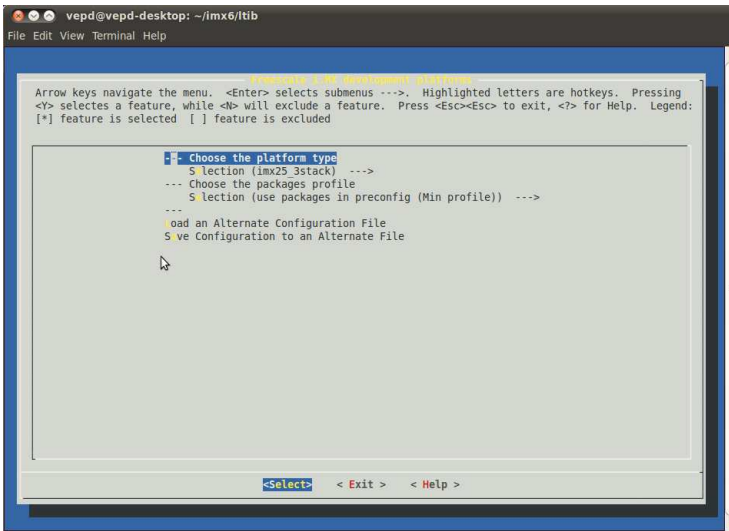 vepd@vepd-desktop: ~/imx6/ltib
File Edit View Terminal Help
Freescale i.MX development platforms
Arrow keys navigate the menu. <Enter> selects submenus --->. Highlighted letters are hotkeys. Pressing
<Y> selectes a feature, while <N> will exclude a feature. Press <Esc><Esc> to exit, <?> for Help. Legend:
[*] feature is selected [ ] feature is excluded
--- Choose the platform type
Selection (imx25_3stack) --->
--- Choose the packages profile
Selection (use packages in preconfig (Min profile)) --->
---
Load an Alternate Configuration File
Save Configuration to an Alternate File
<Select> < Exit > < Help >